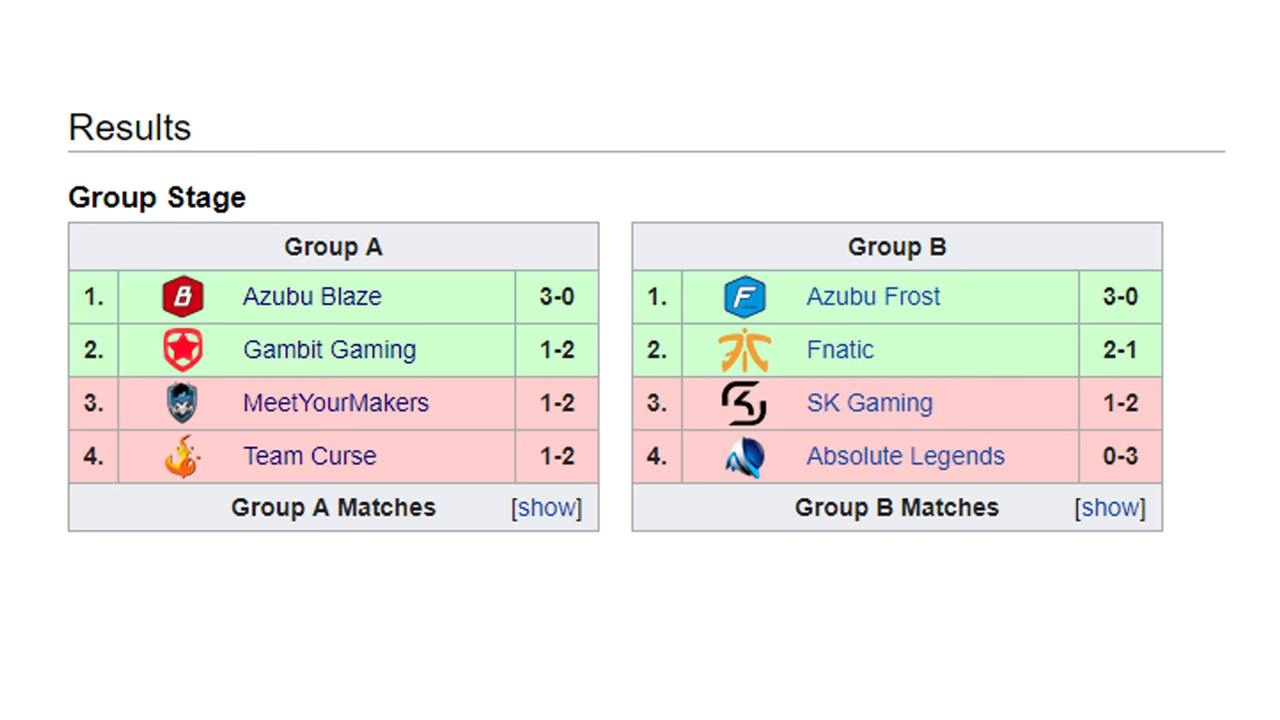 Results
Group Stage
Group A
1. Azubu Blaze 3-0
2. Gambit Gaming 1-2
3. MeetYourMakers 1-2
4. Team Curse 1-2
Group A Matches [show]
Group B
1. Azubu Frost 3-0
2. Fnatic 2-1
3. SK Gaming 1-2
4. Absolute Legends 0-3
Group B Matches [show]